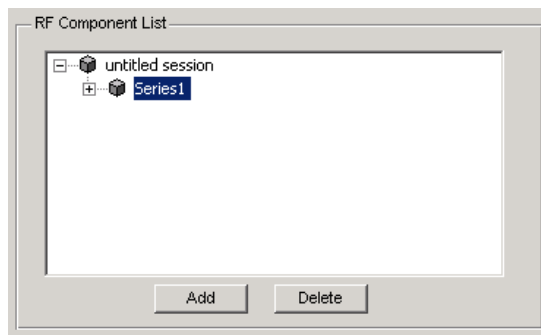 RF Component List
untitled session
Series1
Add Delete